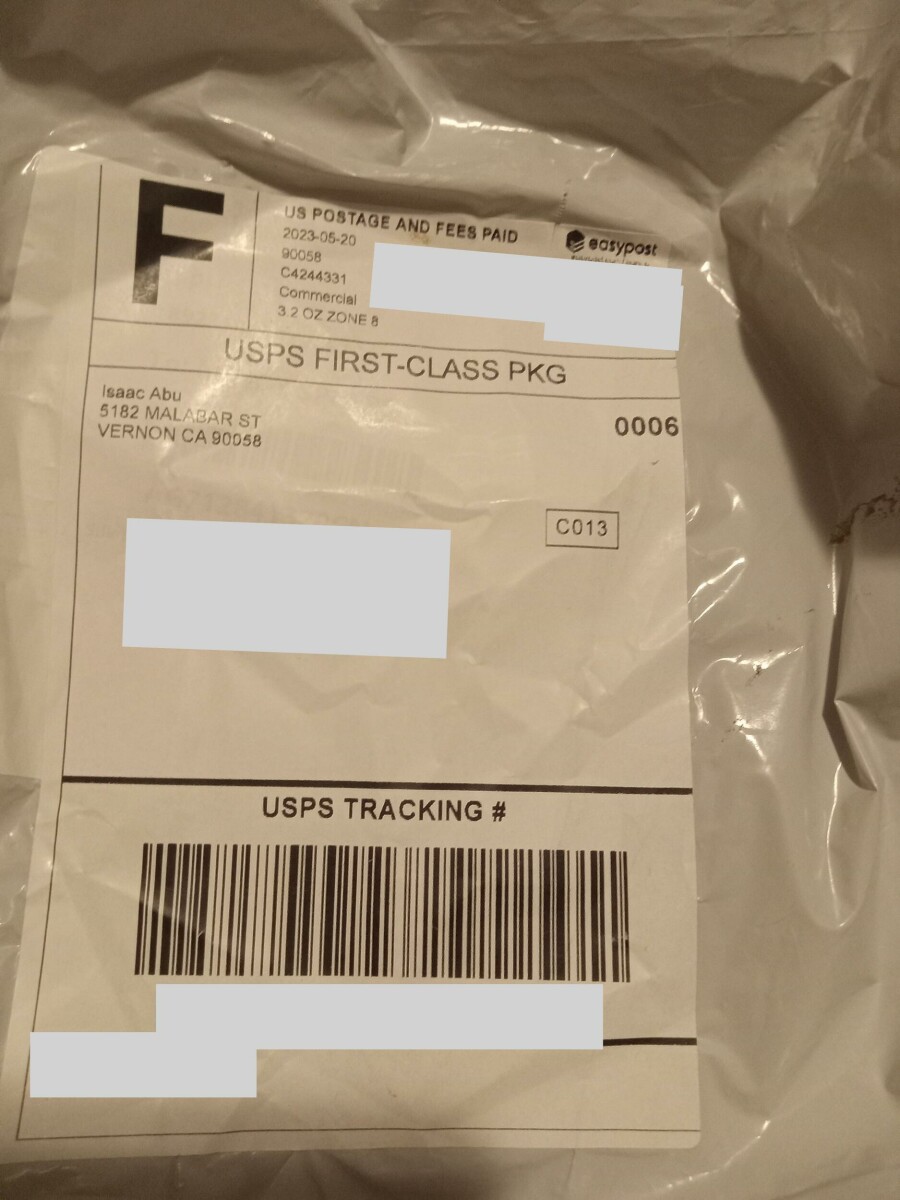 F
US POSTAGE AND FEES PAID
2023-05-20
90058
C4244331
Commercial
3.2 OZ ZONE 8
easypost
USPS FIRST-CLASS PKG
Isaac Abu
5182 MALABAR ST
VERNON CA 90058
0006
C013
USPS TRACKING #